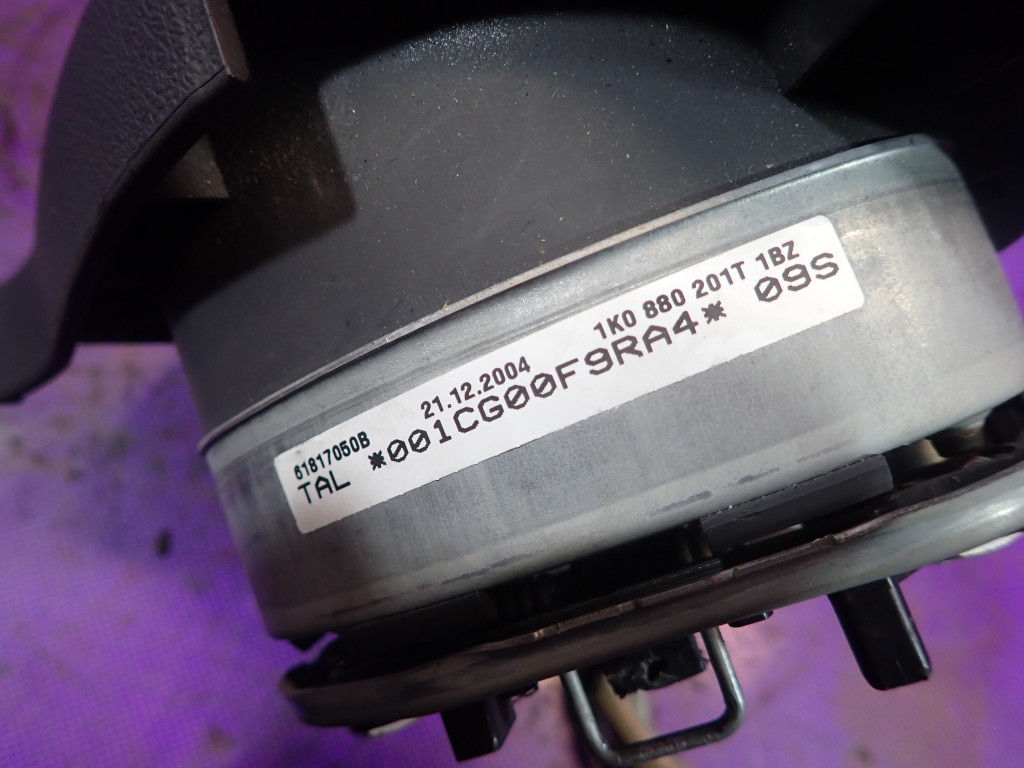 61817050B 21.12.2004 1K0 880 201T 1BZ
TAL *001CG00F9RA4* 09S